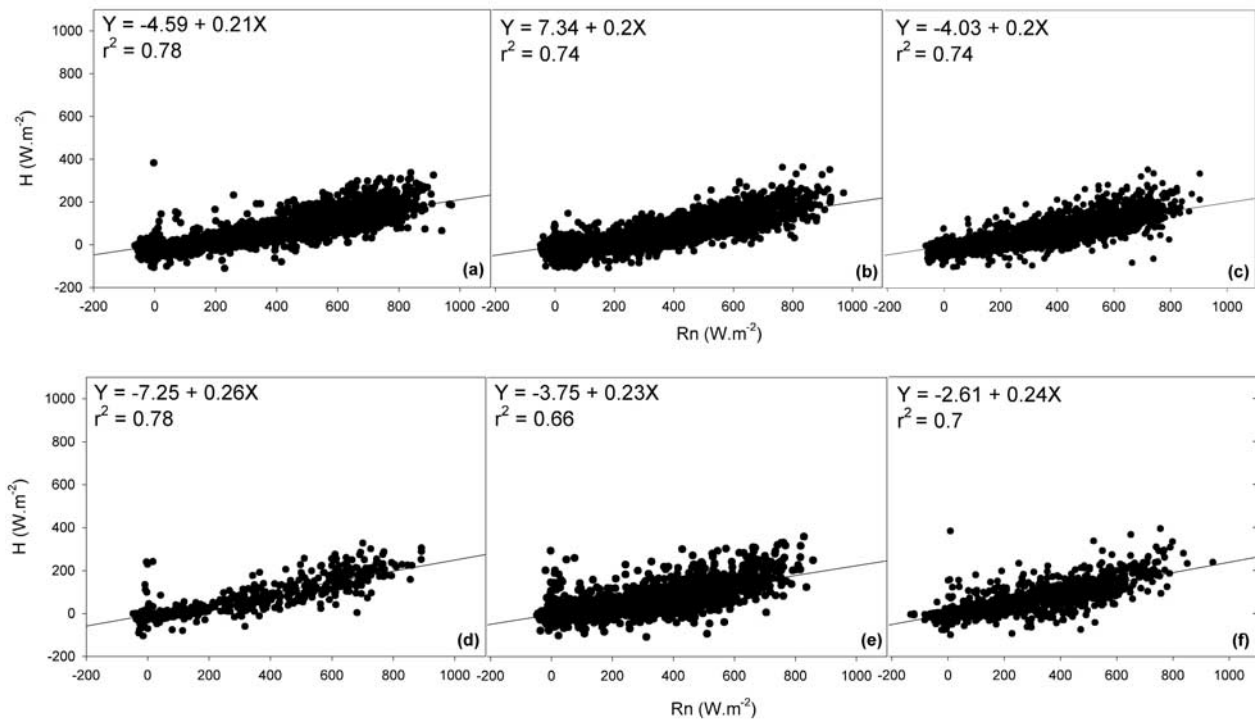 Y = -4.59 + 0.21X
r² = 0.78
Y = 7.34 + 0.2X
r² = 0.74
Y = -4.03 + 0.2X
r² = 0.74
1000
800
600
400
200
0
-200
H (W.m⁻²)
(a)
(b)
(c)
-200 0 200 400 600 800 1000
-200 0 200 400 600 800 1000
-200 0 200 400 600 800 1000
Rn (W.m⁻²)
Y = -7.25 + 0.26X
r² = 0.78
Y = -3.75 + 0.23X
r² = 0.66
Y = -2.61 + 0.24X
r² = 0.7
1000
800
600
400
200
0
-200
H (W.m⁻²)
(d)
(e)
(f)
-200 0 200 400 600 800 1000
-200 0 200 400 600 800 1000
-200 0 200 400 600 800 1000
Rn (W.m⁻²)